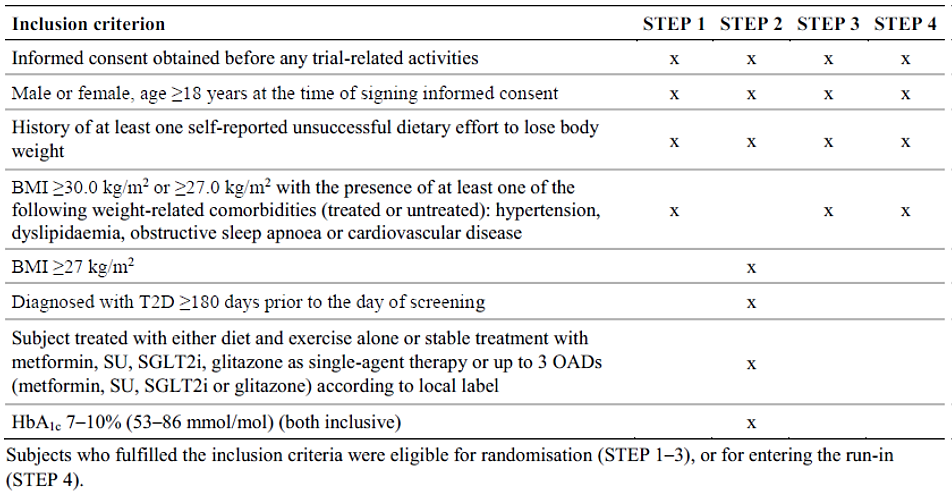 Inclusion criterion STEP 1 STEP 2 STEP 3 STEP 4
Informed consent obtained before any trial-related activities x x x x
Male or female, age ≥18 years at the time of signing informed consent x x x x
History of at least one self-reported unsuccessful dietary effort to lose body
weight x x x x
BMI ≥30.0 kg/m² or ≥27.0 kg/m² with the presence of at least one of the
following weight-related comorbidities (treated or untreated): hypertension,
dyslipidaemia, obstructive sleep apnoea or cardiovascular disease x x x
BMI ≥27 kg/m² x
Diagnosed with T2D ≥180 days prior to the day of screening x
Subject treated with either diet and exercise alone or stable treatment with
metformin, SU, SGLT2i, glitazone as single-agent therapy or up to 3 OADs
(metformin, SU, SGLT2i or glitazone) according to local label x
HbA₁c 7–10% (53–86 mmol/mol) (both inclusive) x
Subjects who fulfilled the inclusion criteria were eligible for randomisation (STEP 1–3), or for entering the run-in
(STEP 4).